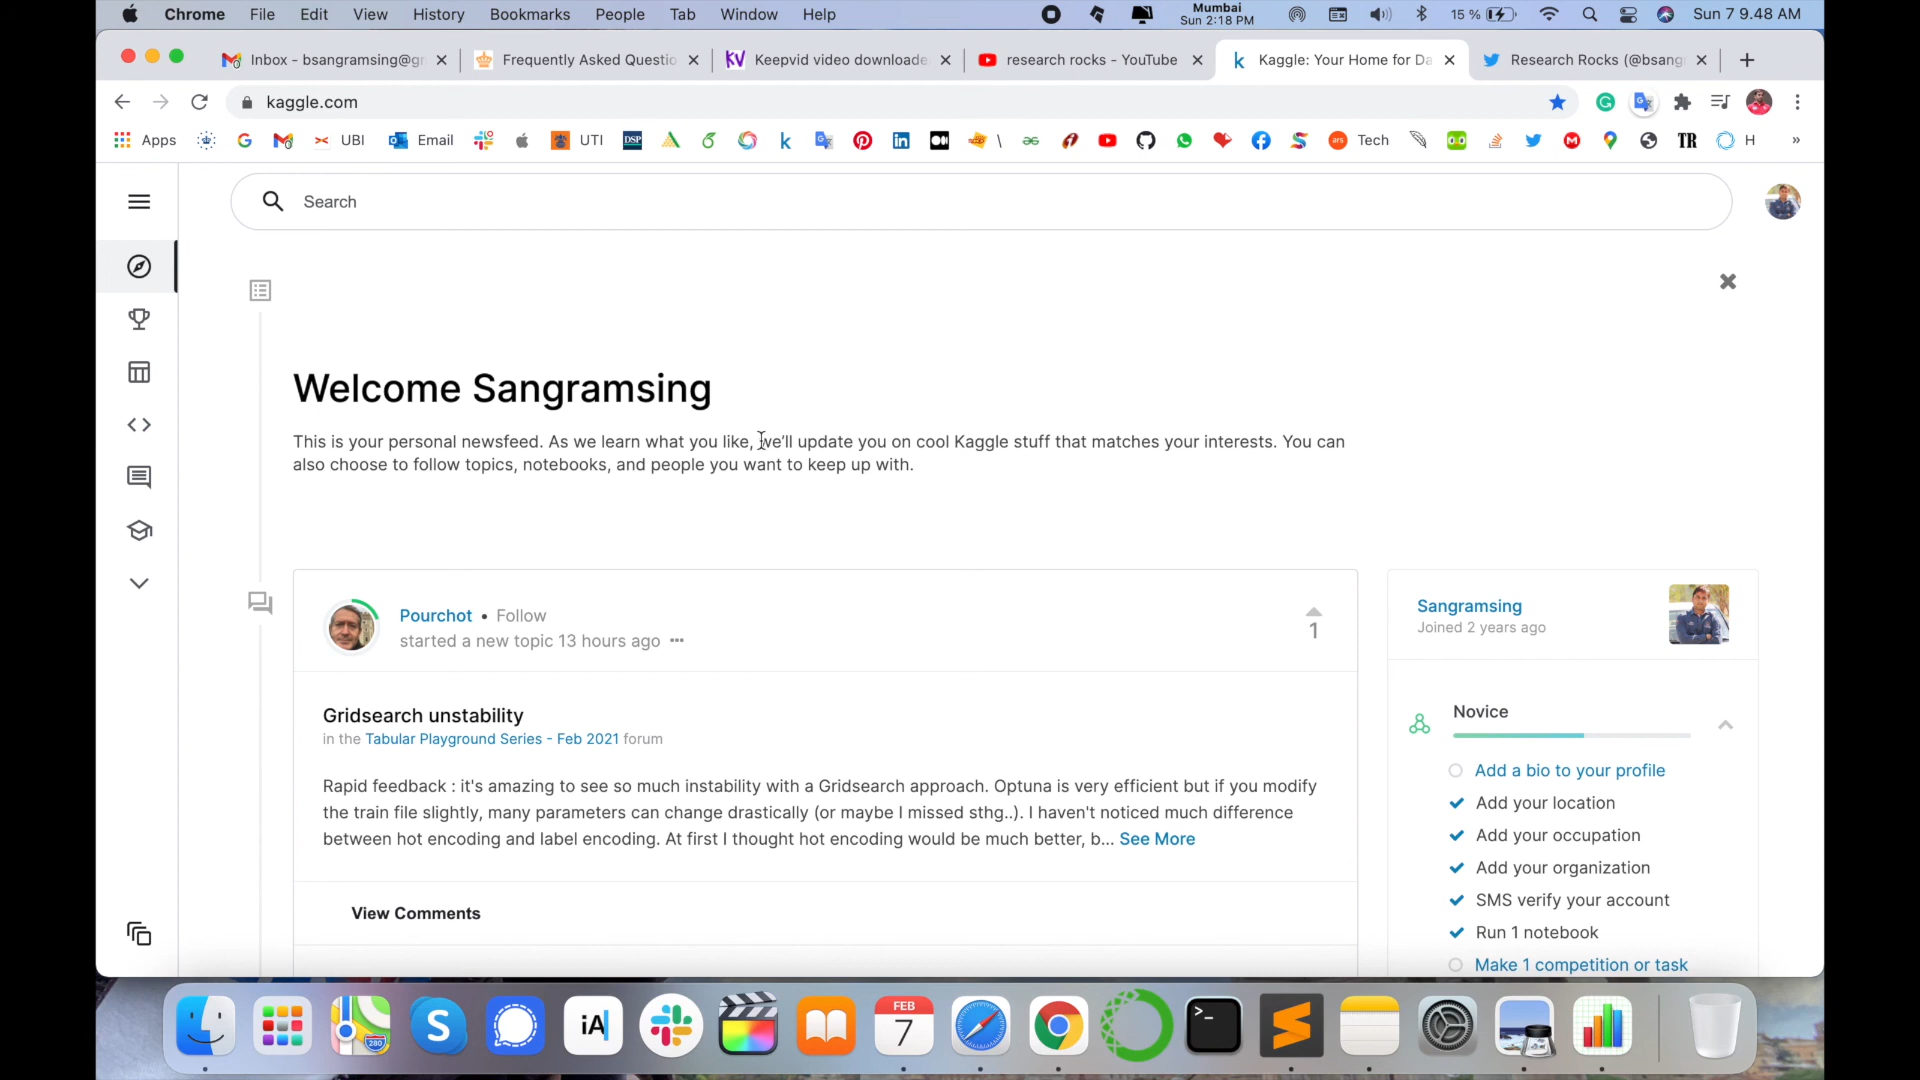 Chrome File Edit View History Bookmarks People Tab Window Help
Mumbai
Sun 2:18 PM
15 %
Sun 7 9.48 AM
Inbox - bsangramsing@gr
Frequently Asked Questio
Keepvid video downloade
research rocks - YouTube
Kaggle: Your Home for Da
Research Rocks (@bsang
kaggle.com
Apps
UBI
Email
UTI
DSP
\
ars
Tech
TR
H
»
Search
Welcome Sangramsing
This is your personal newsfeed. As we learn what you like, we'll update you on cool Kaggle stuff that matches your interests. You can
also choose to follow topics, notebooks, and people you want to keep up with.
Pourchot • Follow
started a new topic 13 hours ago
1
Gridsearch unstability
in the Tabular Playground Series - Feb 2021 forum
Rapid feedback : it's amazing to see so much instability with a Gridsearch approach. Optuna is very efficient but if you modify
the train file slightly, many parameters can change drastically (or maybe I missed sthg..). I haven't noticed much difference
between hot encoding and label encoding. At first I thought hot encoding would be much better, b... See More
View Comments
Sangramsing
Joined 2 years ago
Novice
Add a bio to your profile
Add your location
Add your occupation
Add your organization
SMS verify your account
Run 1 notebook
Make 1 competition or task
280
S
iA
FEB
7
>_